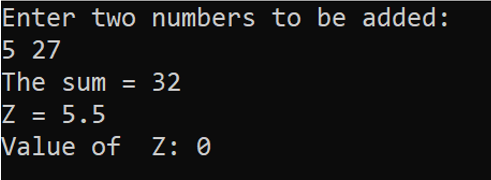 Enter two numbers to be added:
5 27
The sum = 32
Z = 5.5
Value of  Z: 0